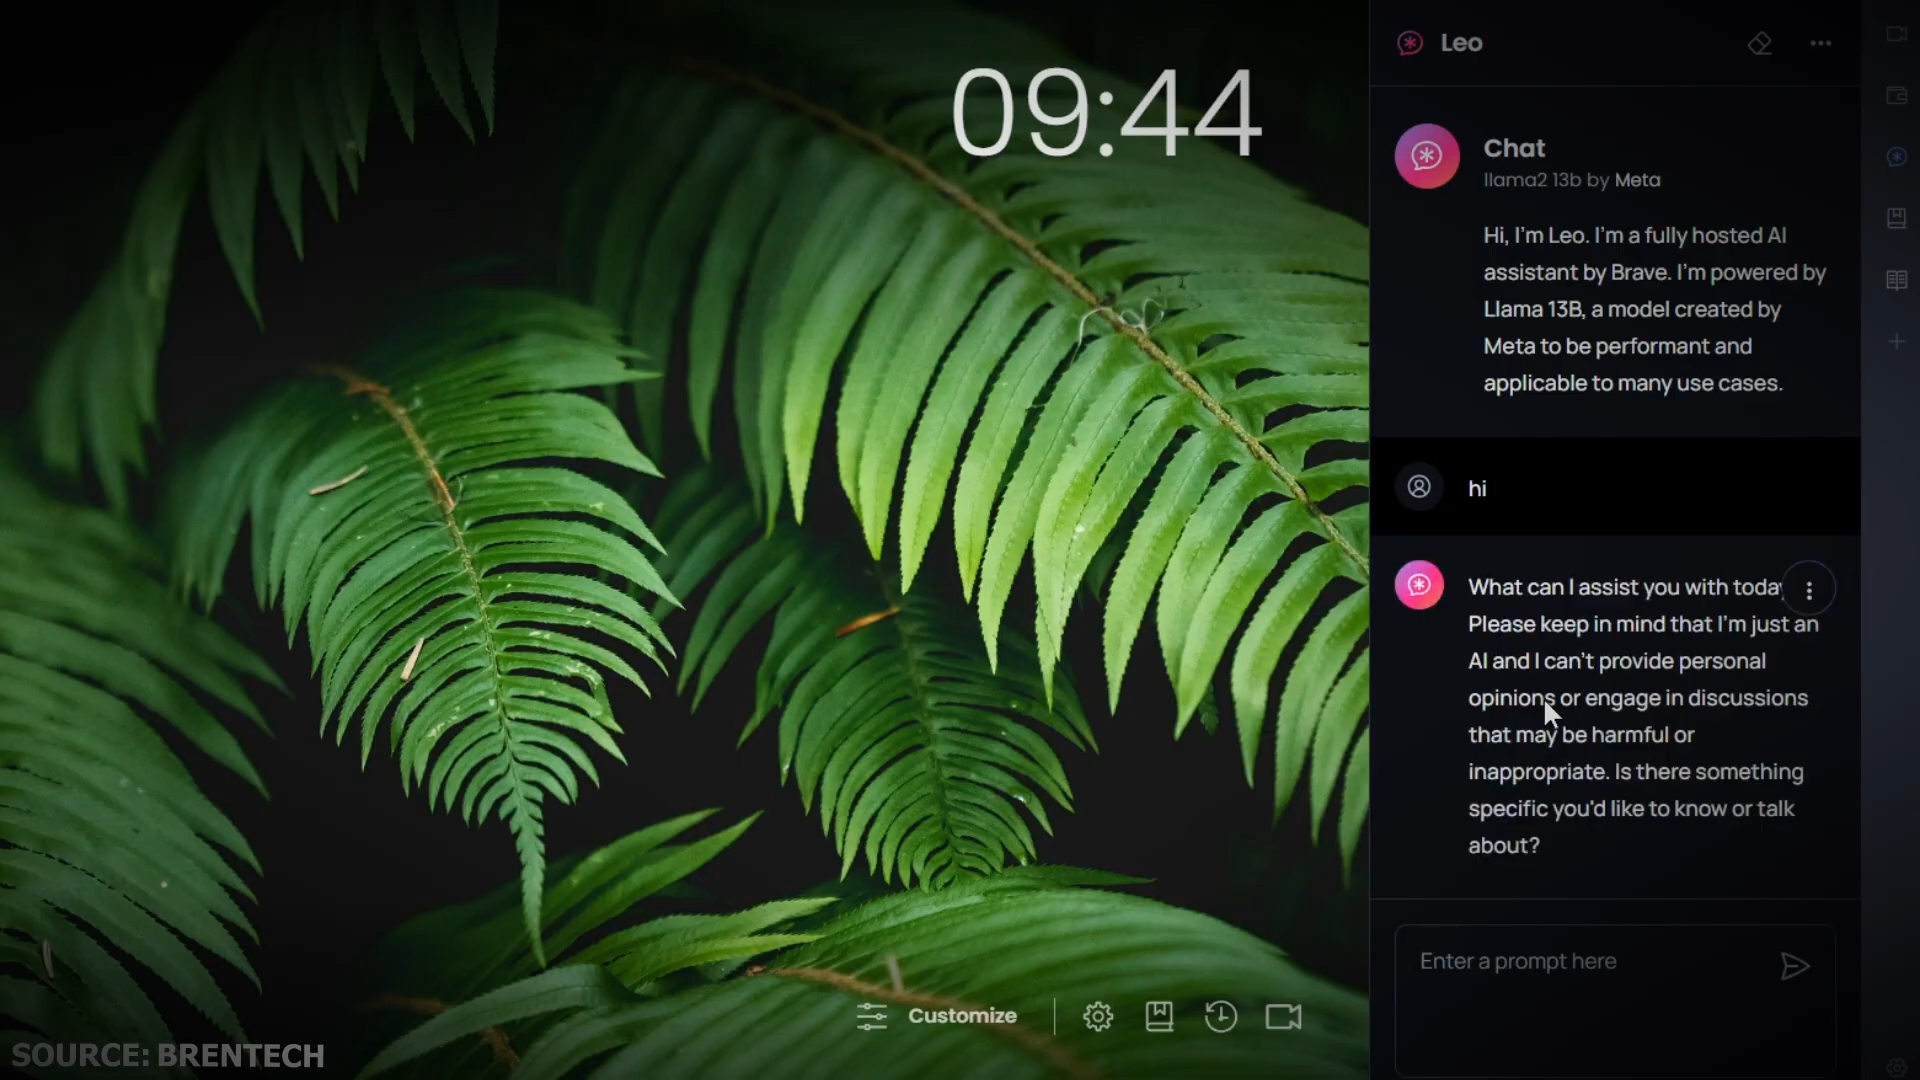 09:44
Leo
Chat
llama2 13b by Meta
Hi, I'm Leo. I'm a fully hosted AI
assistant by Brave. I'm powered by
Llama 13B, a model created by
Meta to be performant and
applicable to many use cases.
hi
What can I assist you with today
Please keep in mind that I'm just an
AI and I can't provide personal
opinions or engage in discussions
that may be harmful or
inappropriate. Is there something
specific you'd like to know or talk
about?
Enter a prompt here
Customize
SOURCE: BRENTECH